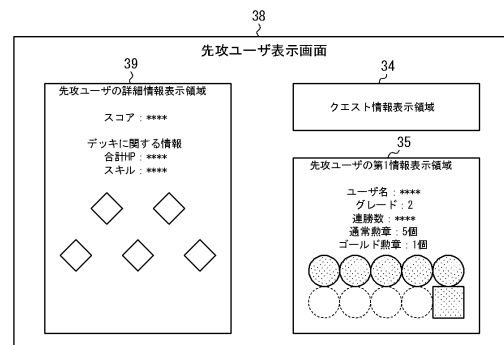 38
先攻ユーザ表示画面
39
先攻ユーザの詳細情報表示領域
スコア：****
デッキに関する情報
合計HP：****
スキル：****
34
クエスト情報表示領域
35
先攻ユーザの第1情報表示領域
ユーザ名：****
グレード：2
連勝数：****
通常勲章：5個
ゴールド勲章：1個